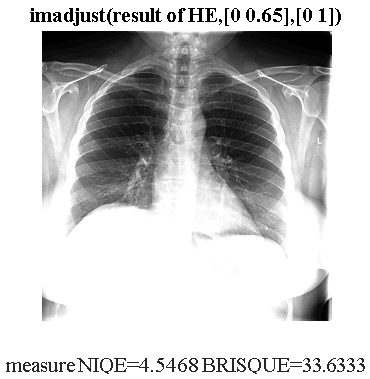 imadjust(result of HE,[0 0.65],[0 1])
L
measure NIQE=4.5468 BRISQUE=33.6333